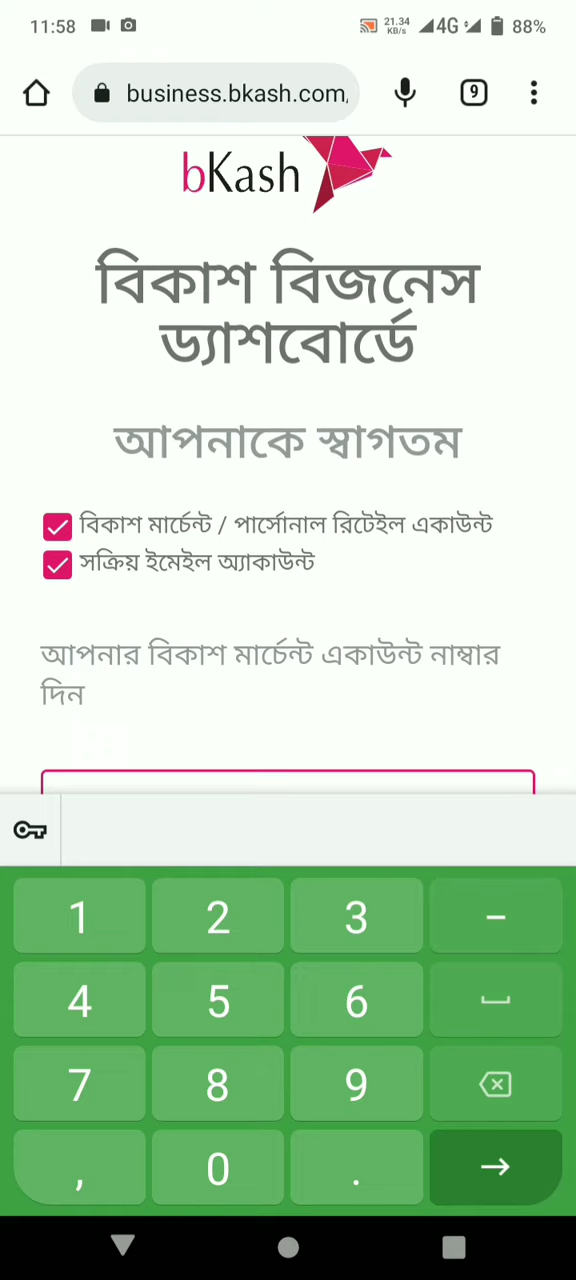 11:58 21.34 KB/s 4G 88%
business.bkash.com/ 9
bKash
বিকাশ বিজনেস
ড্যাশবোর্ডে
আপনাকে স্বাগতম
বিকাশ মার্চেন্ট / পার্সোনাল রিটেইল একাউন্ট
সক্রিয় ইমেইল অ্যাকাউন্ট
আপনার বিকাশ মার্চেন্ট একাউন্ট নাম্বার
দিন
1 2 3 -
4 5 6
7 8 9
, 0 .